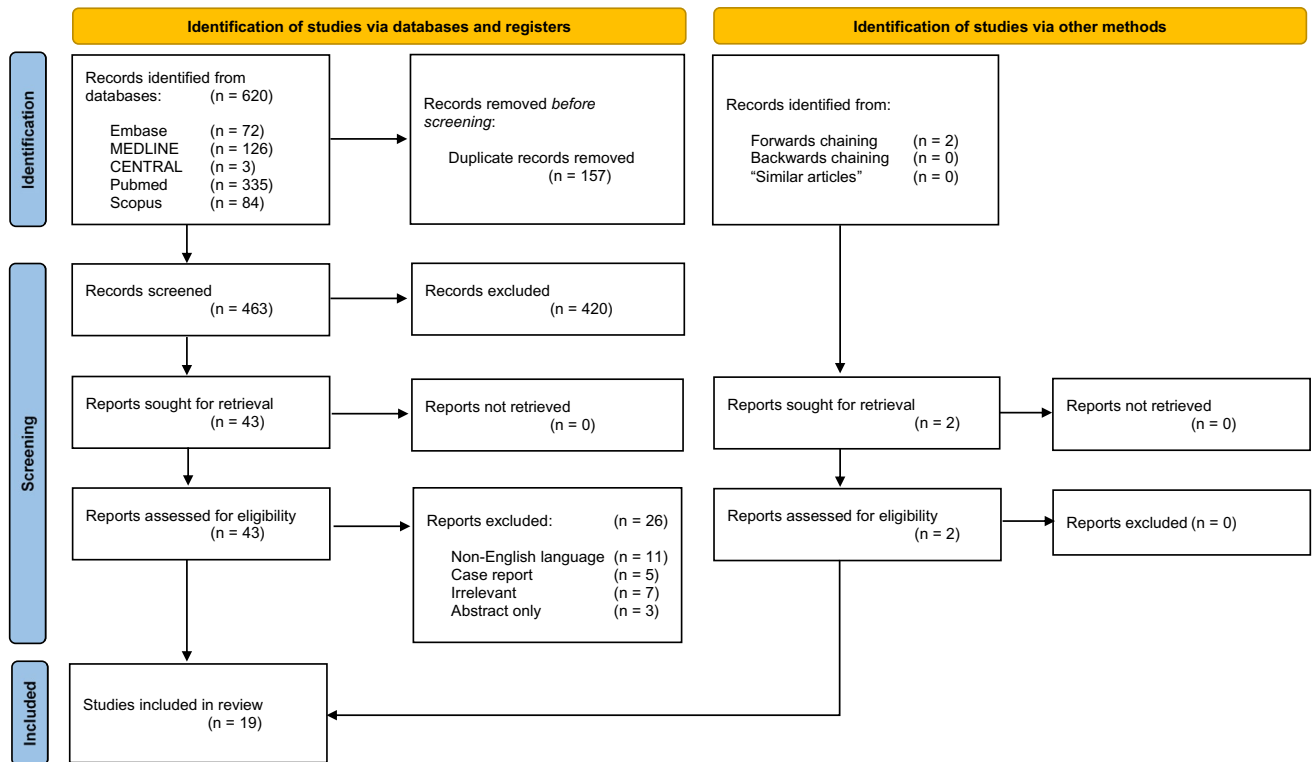 Identification of studies via databases and registers
Identification of studies via other methods
Identification
Records identified from
databases: (n = 620)
Embase (n = 72)
MEDLINE (n = 126)
CENTRAL (n = 3)
Pubmed (n = 335)
Scopus (n = 84)
Records removed before
screening:
Duplicate records removed
(n = 157)
Records identified from:
Forwards chaining (n = 2)
Backwards chaining (n = 0)
“Similar articles” (n = 0)
Screening
Records screened
(n = 463)
Records excluded
(n = 420)
Reports sought for retrieval
(n = 43)
Reports not retrieved
(n = 0)
Reports sought for retrieval
(n = 2)
Reports not retrieved
(n = 0)
Reports assessed for eligibility
(n = 43)
Reports excluded: (n = 26)
Non-English language (n = 11)
Case report (n = 5)
Irrelevant (n = 7)
Abstract only (n = 3)
Reports assessed for eligibility
(n = 2)
Reports excluded (n = 0)
Included
Studies included in review
(n = 19)